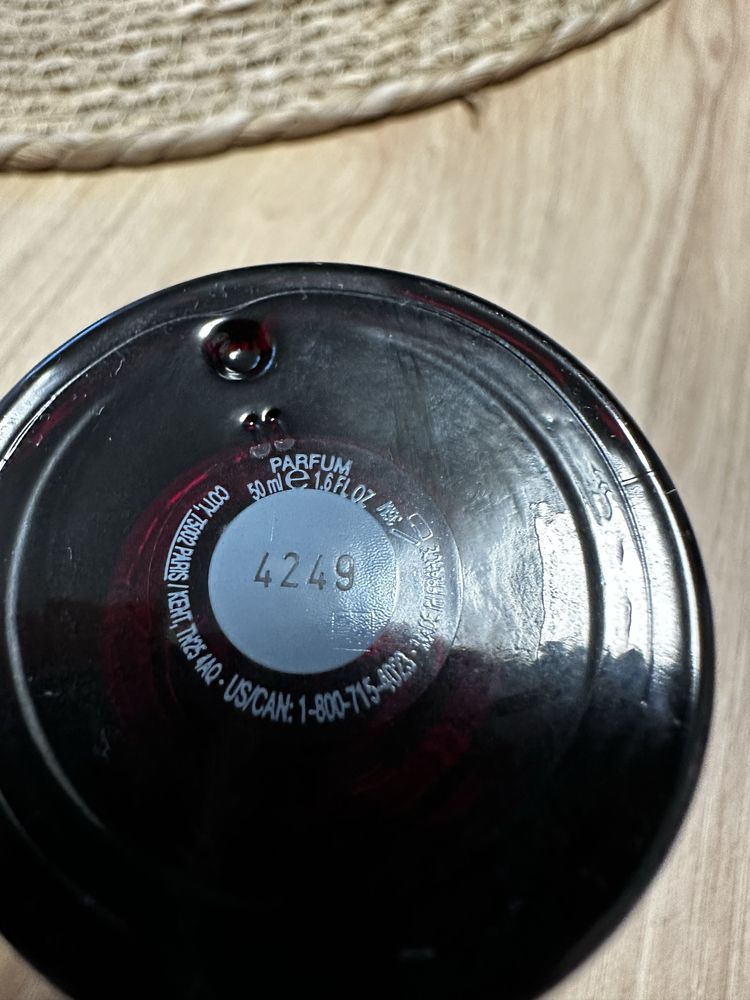 PARFUM
50 ml e 1.6 FL OZ
36M
4249
COTY, 75002 PARIS / KENT, TN25 4AQ · US/CAN: 1-800-715-4023 ·